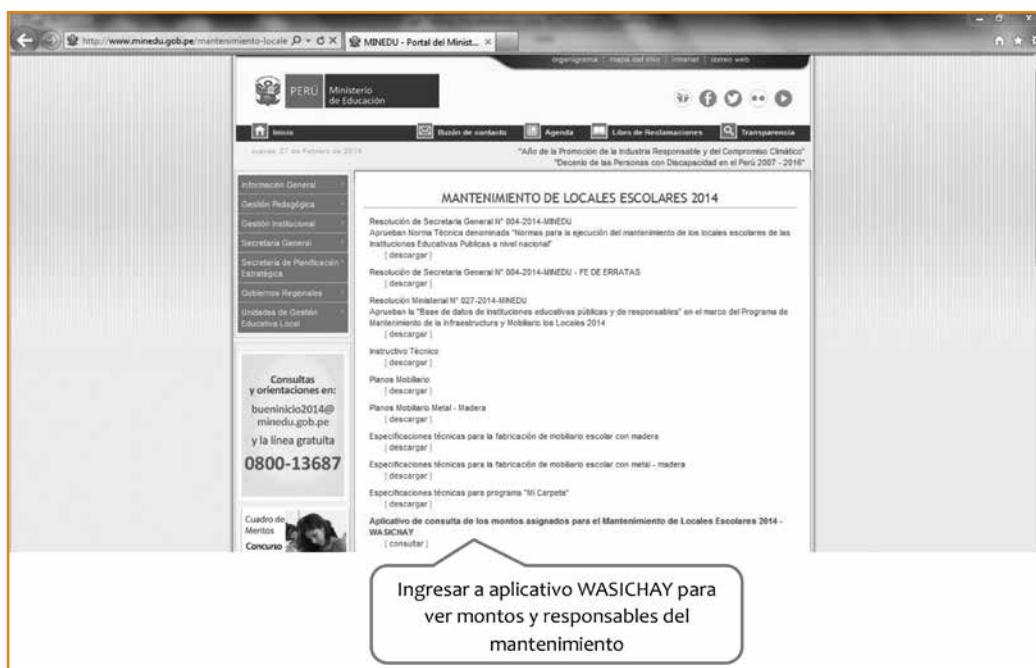 http://www.minedu.gob.pe/mantenimiento-locale
MINEDU - Portal del Minist...
organigrama | mapa del sitio | intranet | correo web
PERÚ Ministerio
de Educación
Inicio Buzón de contacto Agenda Libro de Reclamaciones Transparencia
Jueves, 27 de Febrero de 2014
"Año de la Promoción de la Industria Responsable y del Compromiso Climático"
"Decenio de las Personas con Discapacidad en el Perú 2007 - 2016"
Información General
Gestión Pedagógica
Gestión Institucional
Secretaría General
Secretaría de Planificación
Estratégica
Gobiernos Regionales
Unidades de Gestión
Educativa Local
Consultas
y orientaciones en:
bueninicio2014@
minedu.gob.pe
y la línea gratuita
0800-13687
Cuadro de
Meritos
Concurso
MANTENIMIENTO DE LOCALES ESCOLARES 2014
Resolución de Secretaría General N° 004-2014-MINEDU
Aprueban Norma Técnica denominada "Normas para la ejecución del mantenimiento de los locales escolares de las
Instituciones Educativas Publicas a nivel nacional"
[ descargar ]
Resolución de Secretaría General N° 004-2014-MINEDU - FE DE ERRATAS
[ descargar ]
Resolución Ministerial N° 027-2014-MINEDU
Aprueban la "Base de datos de instituciones educativas públicas y de responsables" en el marco del Programa de
Mantenimiento de la Infraestructura y Mobiliario los Locales 2014
[ descargar ]
Instructivo Técnico
[ descargar ]
Planos Mobiliario
[ descargar ]
Planos Mobiliario Metal - Madera
[ descargar ]
Especificaciones técnicas para la fabricación de mobiliario escolar con madera
[ descargar ]
Especificaciones técnicas para la fabricación de mobiliario escolar con metal - madera
[ descargar ]
Especificaciones técnicas para programa "Mi Carpeta"
[ descargar ]
Aplicativo de consulta de los montos asignados para el Mantenimiento de Locales Escolares 2014 -
WASICHAY
[ consultar ]
Ingresar a aplicativo WASICHAY para
ver montos y responsables del
mantenimiento